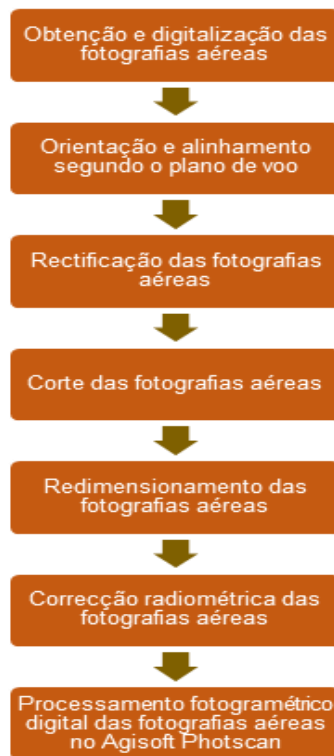 Obtenção e digitalização das
fotografias aéreas
Orientação e alinhamento
segundo o plano de voo
Rectificação das fotografias
aéreas
Corte das fotografias aéreas
Redimensionamento das
fotografias aéreas
Correcção radiométrica das
fotografias aéreas
Processamento fotogramétrico
digital das fotografias aéreas
no Agisoft Photscan